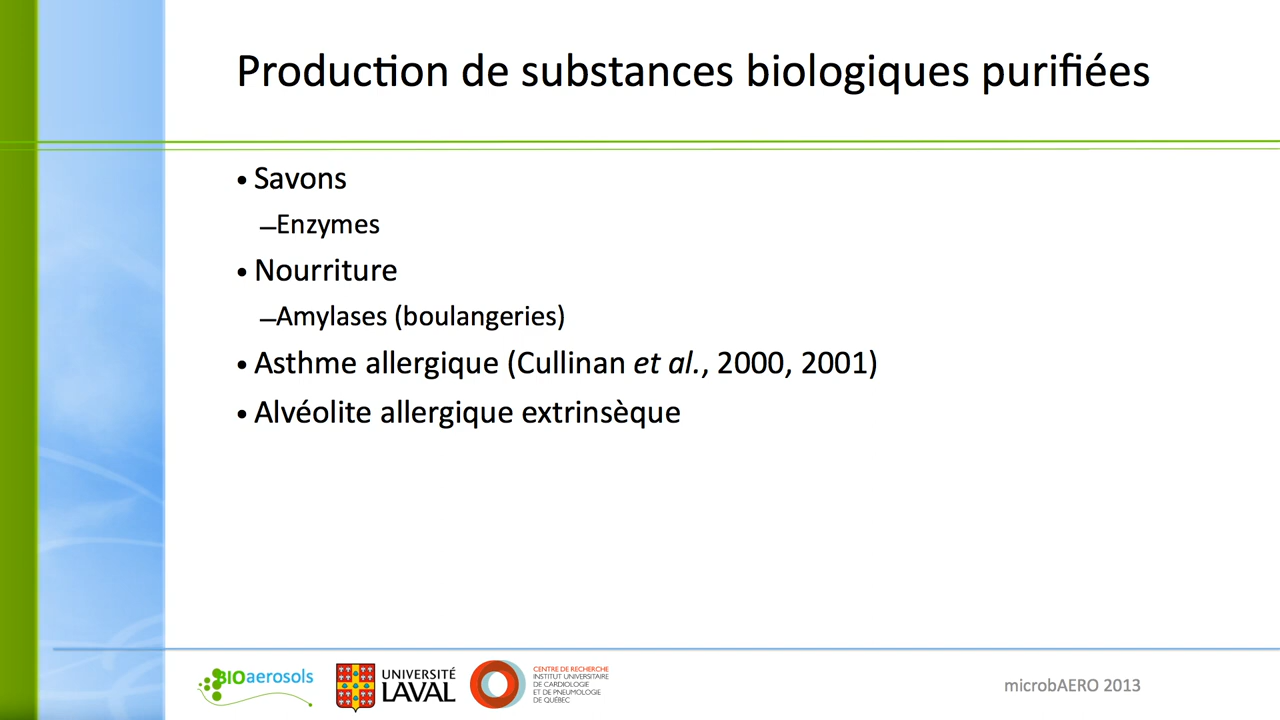 Production de substances biologiques purifiées
• Savons
–Enzymes
• Nourriture
–Amylases (boulangeries)
• Asthme allergique (Cullinan et al., 2000, 2001)
• Alvéolite allergique extrinsèque
BIOaerosols
UNIVERSITÉ
LAVAL
CENTRE DE RECHERCHE
INSTITUT UNIVERSITAIRE
DE CARDIOLOGIE
ET DE PNEUMOLOGIE
DE QUÉBEC
microbAERO 2013